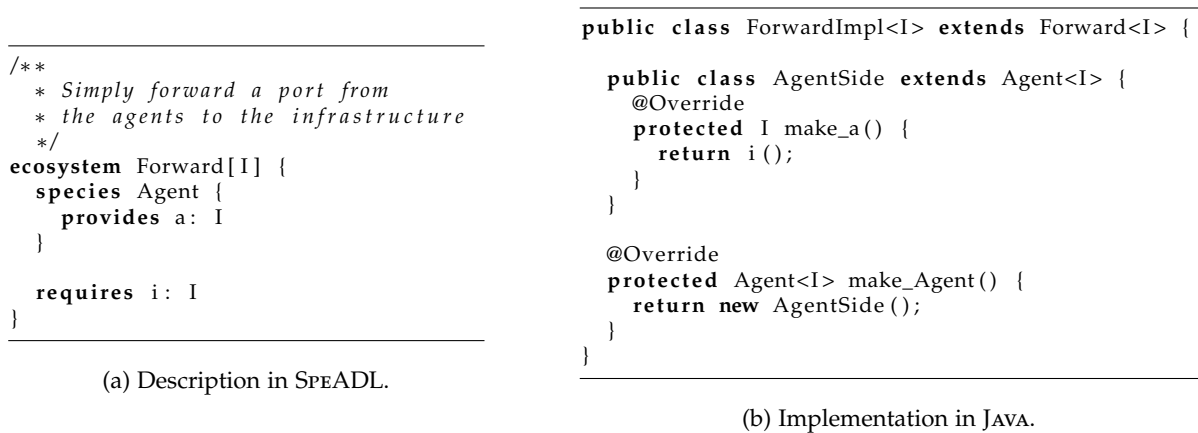 /**
* Simply forward a port from
* the agents to the infrastructure
*/
ecosystem Forward[I] {
species Agent {
provides a: I
}
requires i: I
}
(a) Description in SPEADL.
public class ForwardImpl<I> extends Forward<I> {
public class AgentSide extends Agent<I> {
@Override
protected I make_a() {
return i();
}
}
@Override
protected Agent<I> make_Agent() {
return new AgentSide();
}
}
(b) Implementation in JAVA.